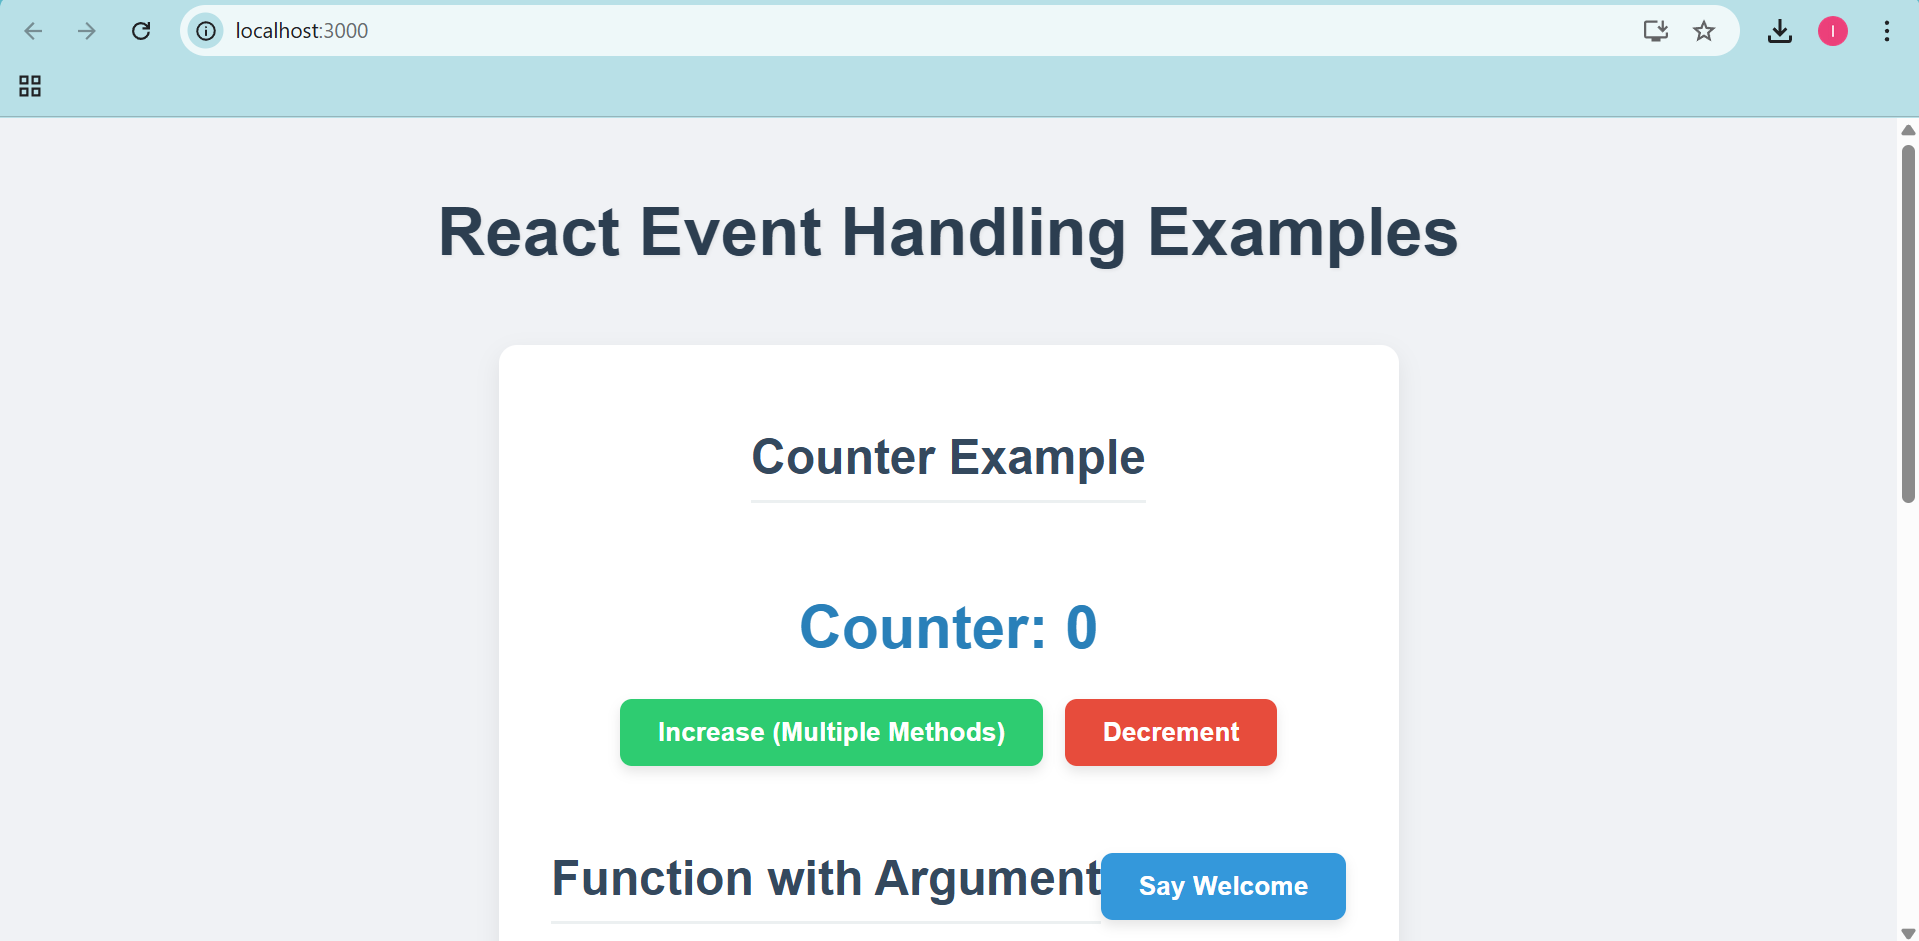 localhost:3000
I
React Event Handling Examples
Counter Example
Counter: 0
Increase (Multiple Methods)
Decrement
Function with Argument
Say Welcome